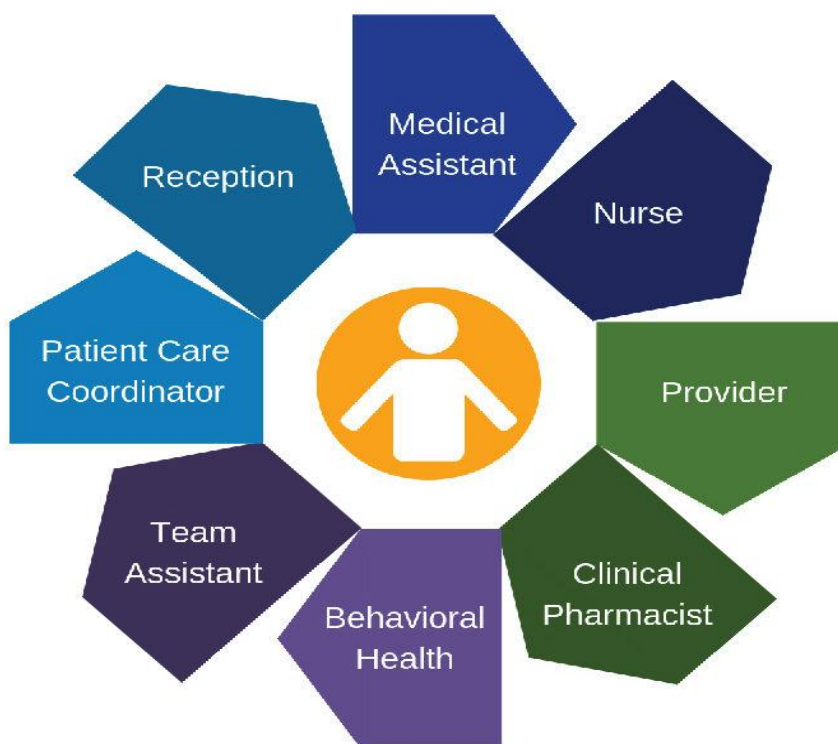 Medical
Assistant
Nurse
Provider
Clinical
Pharmacist
Behavioral
Health
Team
Assistant
Patient Care
Coordinator
Reception